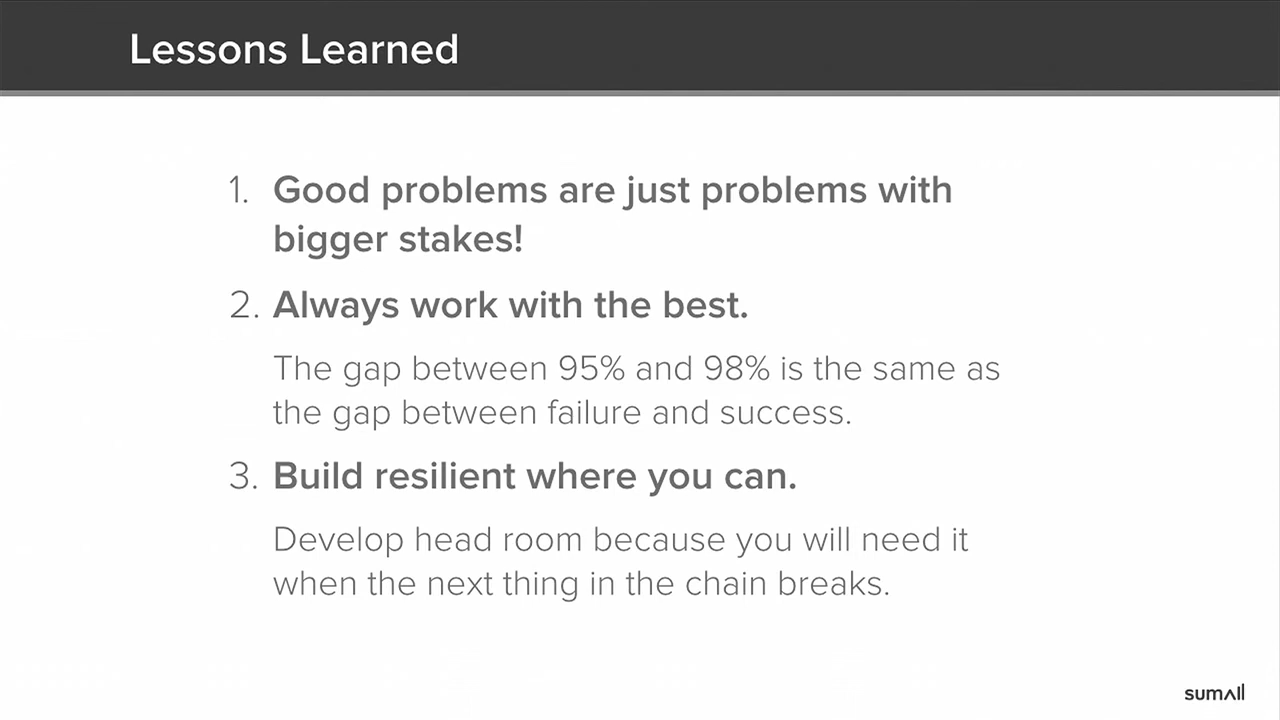 Lessons Learned
1. Good problems are just problems with
bigger stakes!
2. Always work with the best.
The gap between 95% and 98% is the same as
the gap between failure and success.
3. Build resilient where you can.
Develop head room because you will need it
when the next thing in the chain breaks.
sumall